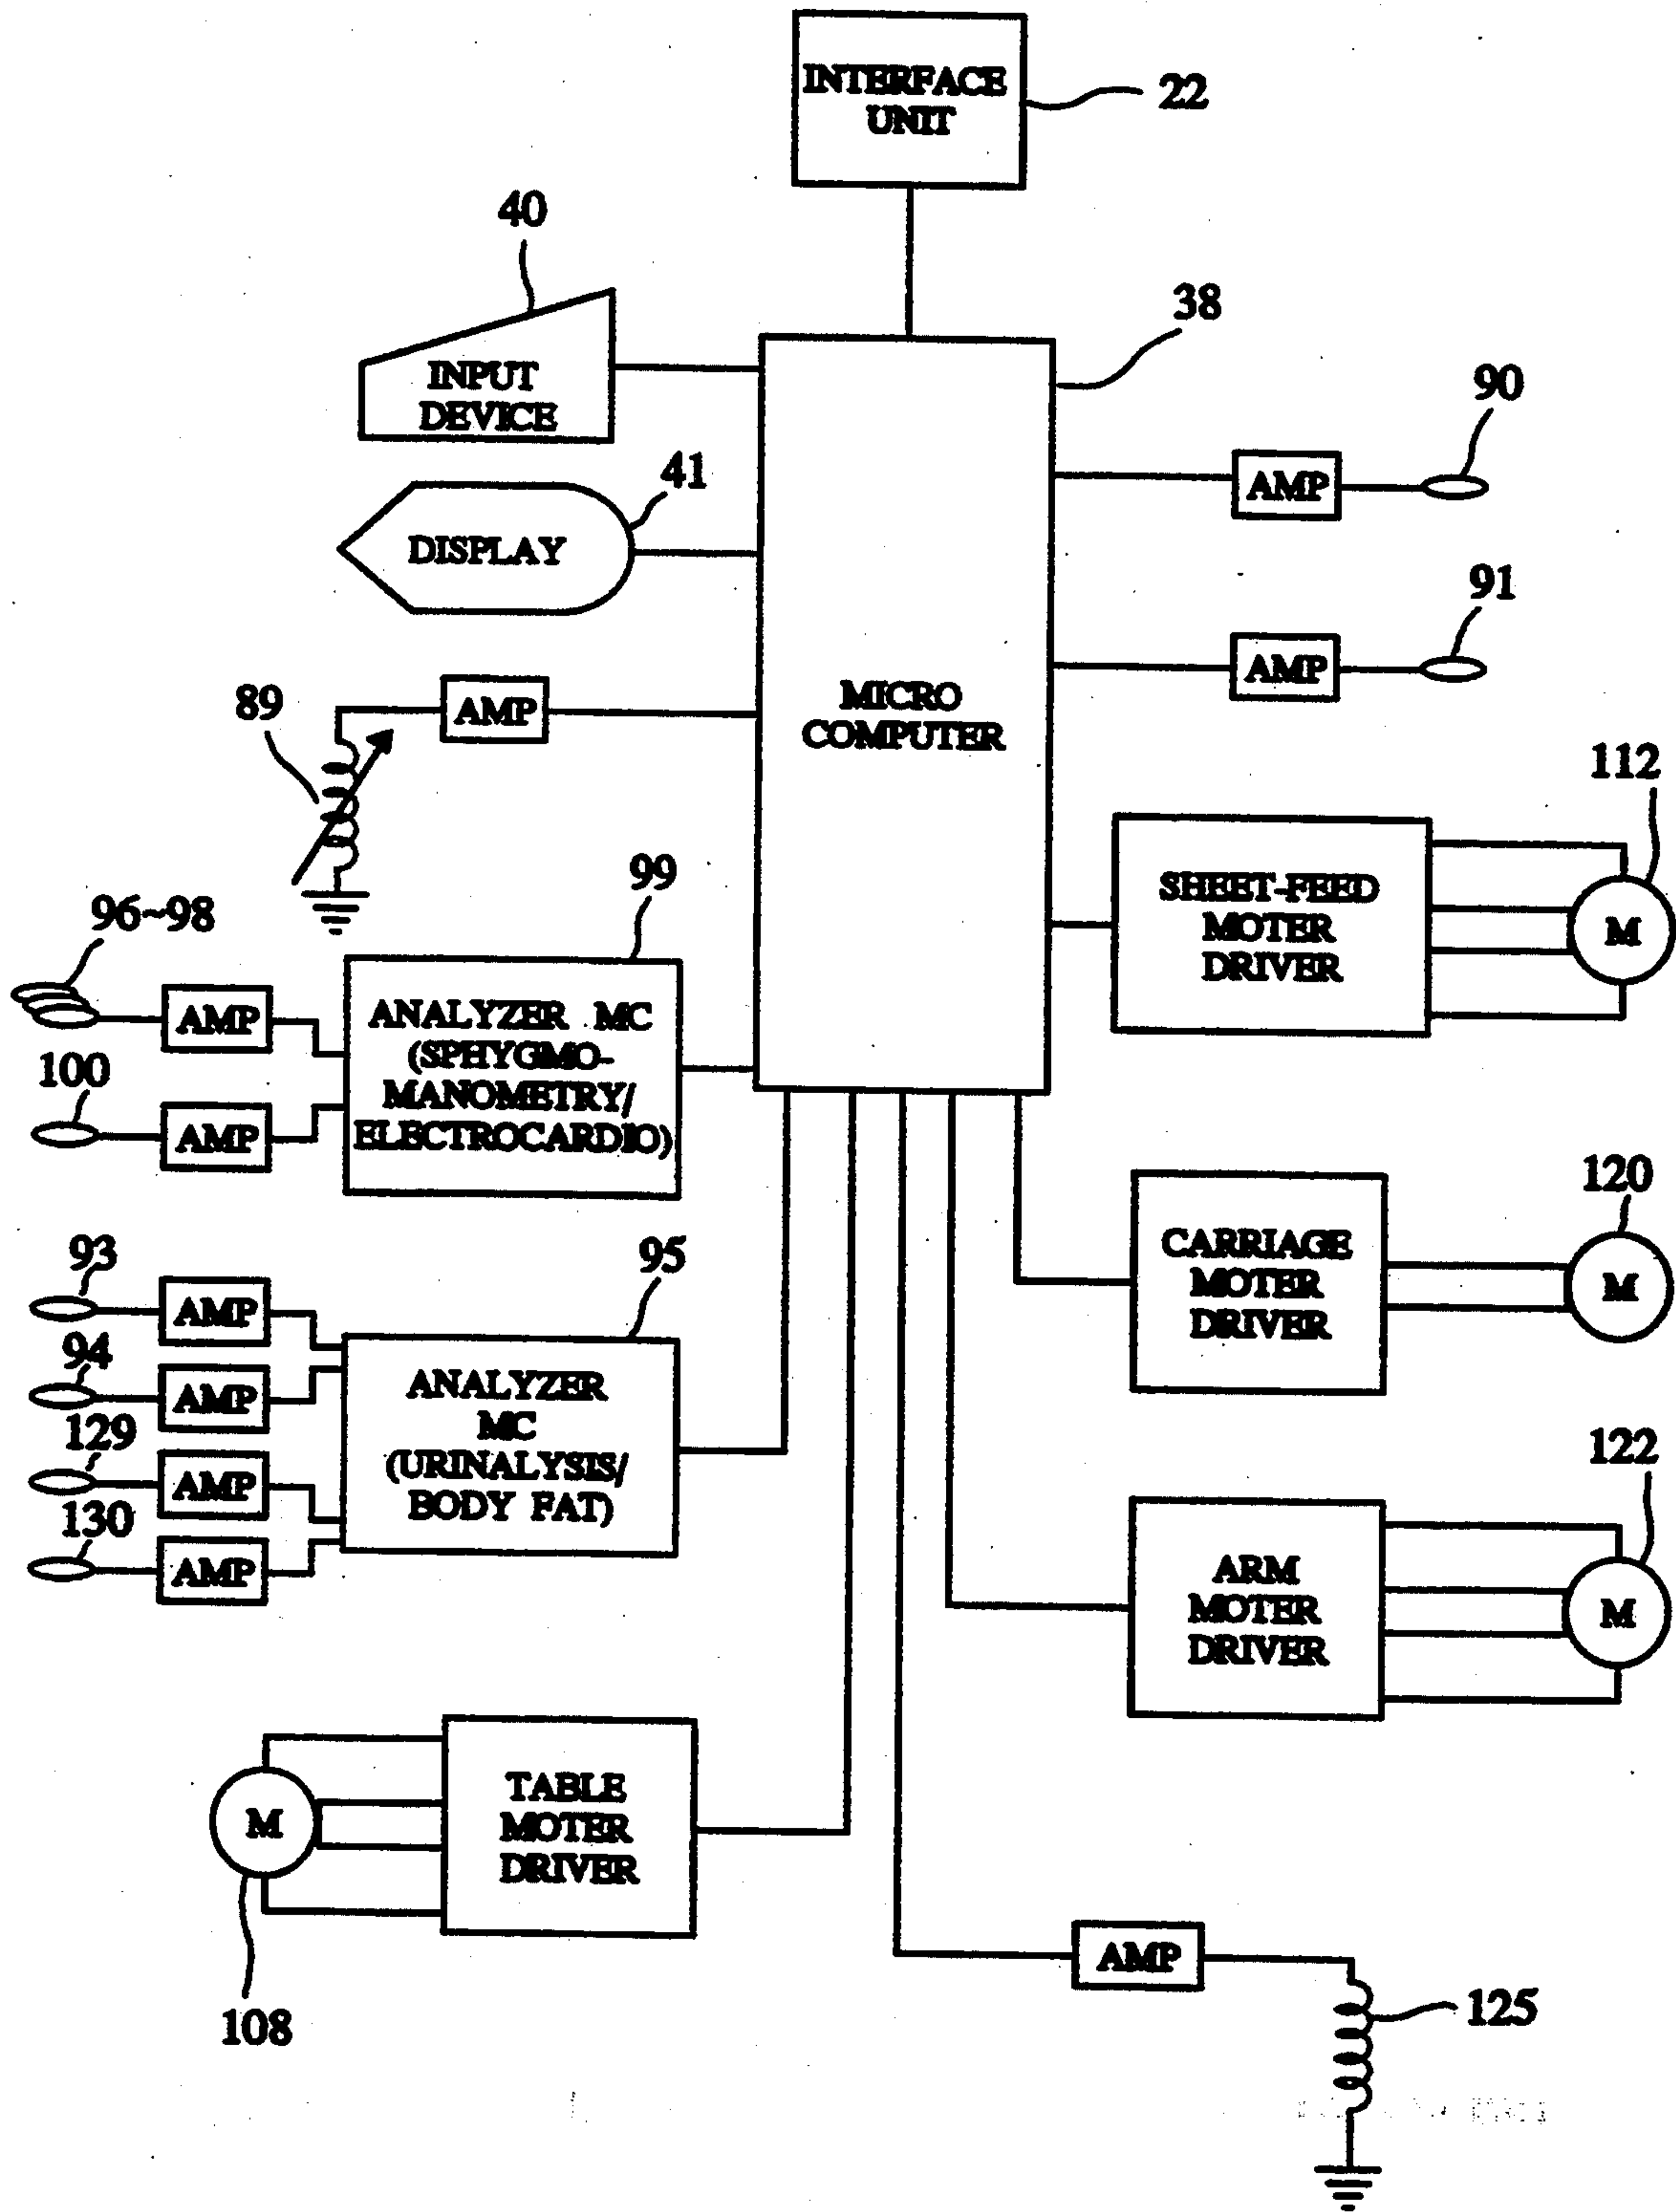 INTERFACE
UNIT
22
40
INPUT
DEVICE
38
90
AMP
41
DISPLAY
91
AMP
89
AMP
MICRO
COMPUTER
112
SHEET-FEED
MOTER
DRIVER
M
99
96~98
AMP
ANALYZER MC
(SPHYGMO-
MANOMETRY/
ELECTROCARDIO)
100
AMP
120
CARRIAGE
MOTER
DRIVER
M
93
AMP
94
AMP
129
AMP
130
AMP
95
ANALYZER
MC
(URINALYSIS/
BODY FAT)
122
ARM
MOTER
DRIVER
M
TABLE
MOTER
DRIVER
M
108
AMP
125